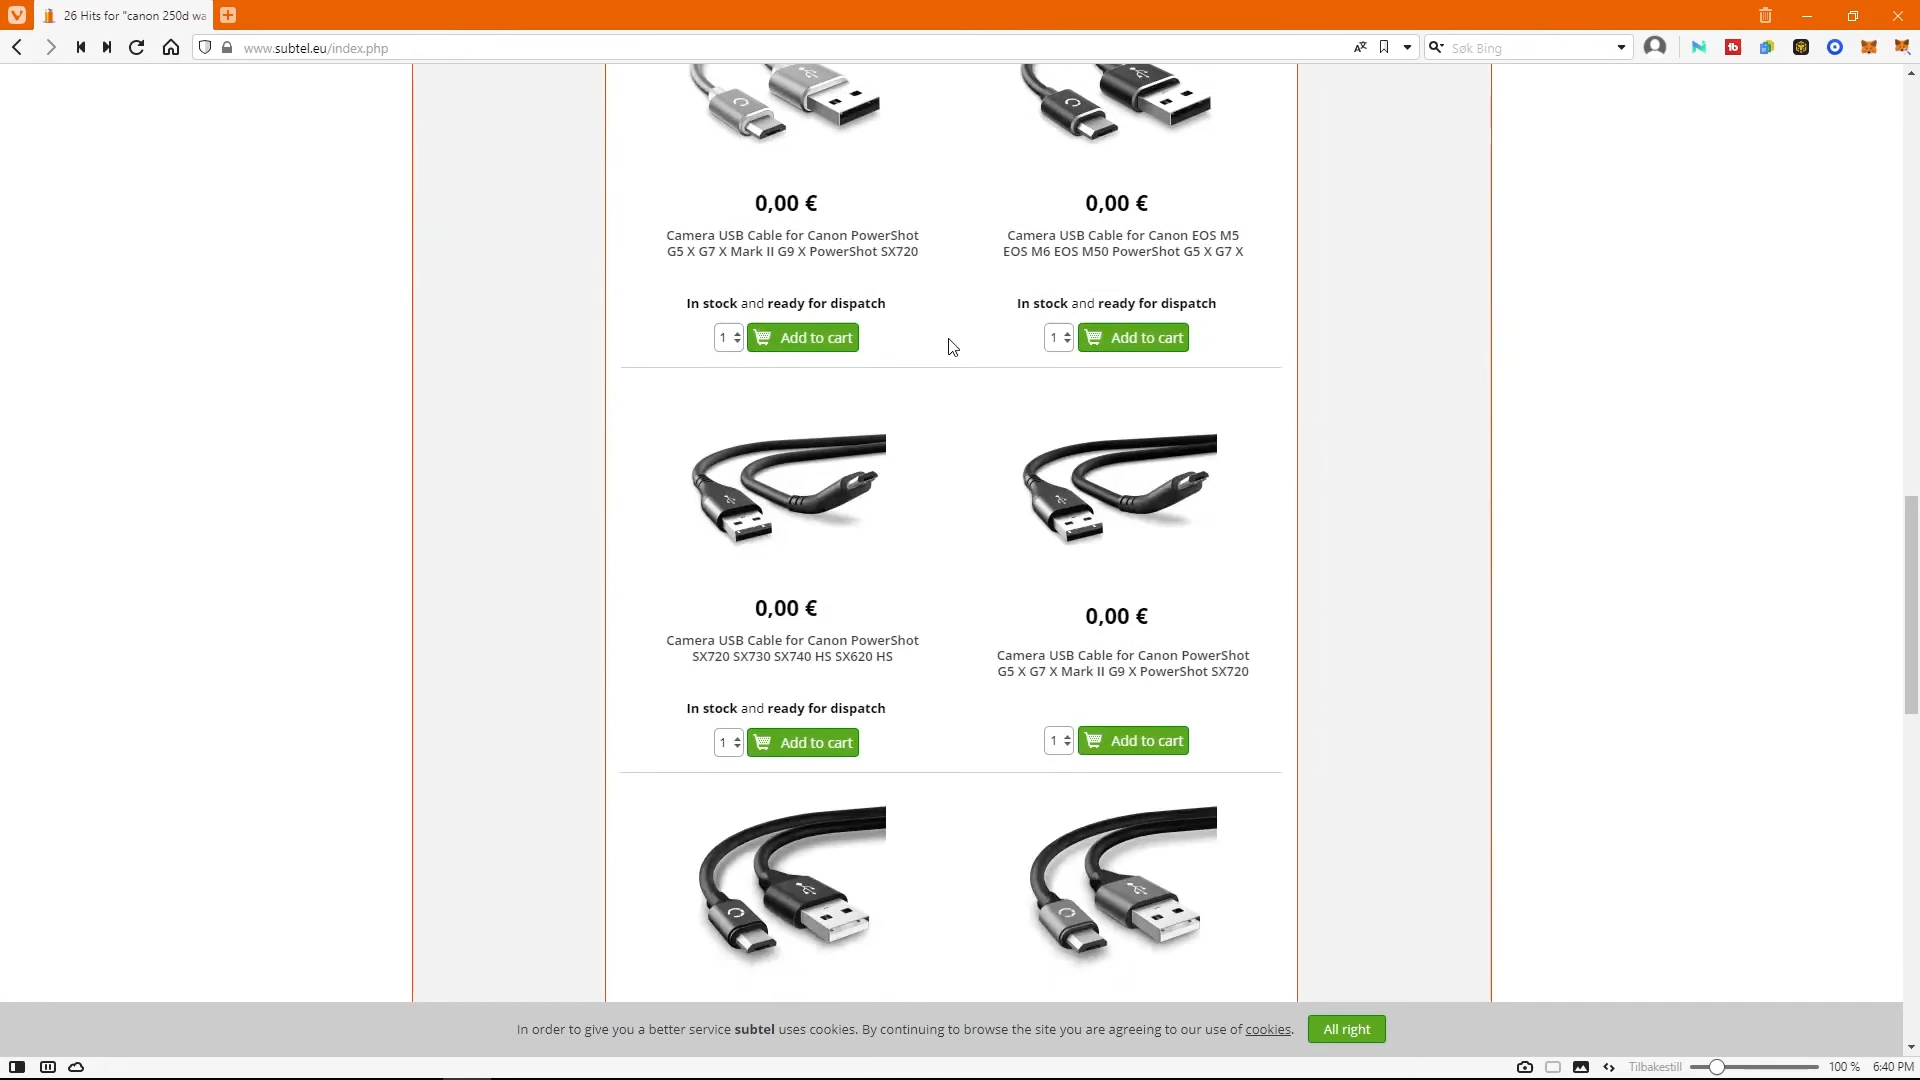 26 Hits for "canon 250d wa
www.subtel.eu/index.php
Søk Bing
0,00 €
0,00 €
Camera USB Cable for Canon PowerShot
G5 X G7 X Mark II G9 X PowerShot SX720
Camera USB Cable for Canon EOS M5
EOS M6 EOS M50 PowerShot G5 X G7 X
In stock and ready for dispatch
In stock and ready for dispatch
1
Add to cart
1
Add to cart
0,00 €
0,00 €
Camera USB Cable for Canon PowerShot
SX720 SX730 SX740 HS SX620 HS
Camera USB Cable for Canon PowerShot
G5 X G7 X Mark II G9 X PowerShot SX720
In stock and ready for dispatch
1
Add to cart
1
Add to cart
In order to give you a better service subtel uses cookies. By continuing to browse the site you are agreeing to our use of cookies.
All right
Tilbakestill
100 %
6:40 PM